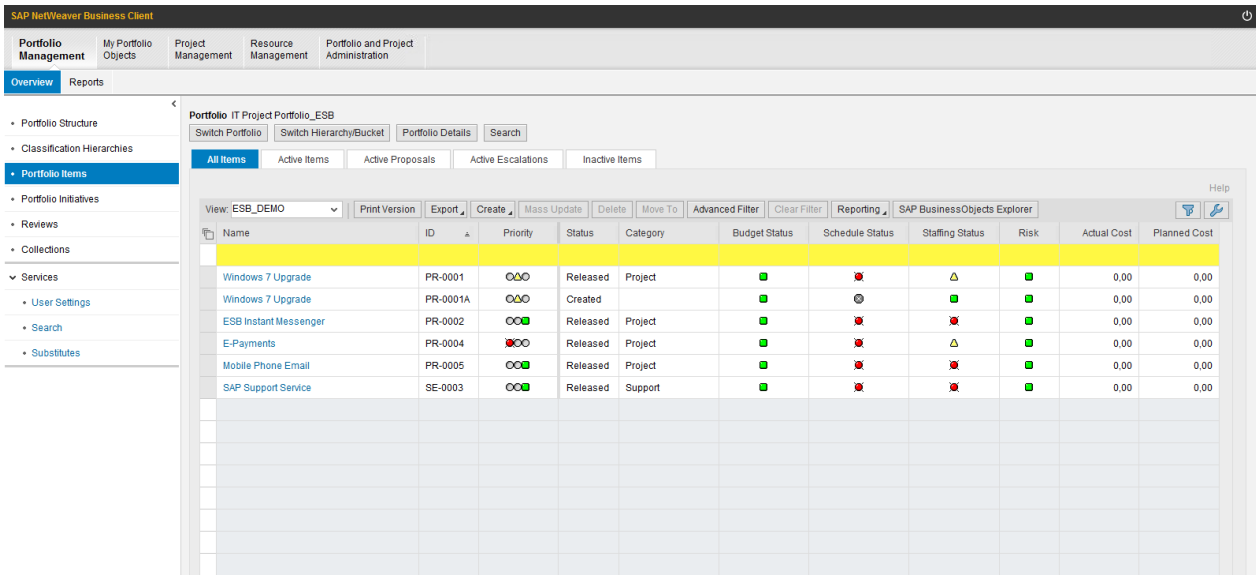 SAP NetWeaver Business Client
Portfolio Management
My Portfolio Objects
Project Management
Resource Management
Portfolio and Project Administration
Overview Reports
Portfolio Structure
Classification Hierarchies
Portfolio Items
Portfolio Initiatives
Reviews
Collections
Services
User Settings
Search
Substitutes
Portfolio IT Project Portfolio_ESB
Switch Portfolio Switch Hierarchy/Bucket Portfolio Details Search
All Items Active Items Active Proposals Active Escalations Inactive Items
Help
View: ESB_DEMO Print Version Export Create Mass Update Delete Move To Advanced Filter Clear Filter Reporting SAP BusinessObjects Explorer
Name ID Priority Status Category Budget Status Schedule Status Staffing Status Risk Actual Cost Planned Cost
Windows 7 Upgrade PR-0001 Released Project 0,00 0,00
Windows 7 Upgrade PR-0001A Created 0,00 0,00
ESB Instant Messenger PR-0002 Released Project 0,00 0,00
E-Payments PR-0004 Released Project 0,00 0,00
Mobile Phone Email PR-0005 Released Project 0,00 0,00
SAP Support Service SE-0003 Released Support 0,00 0,00